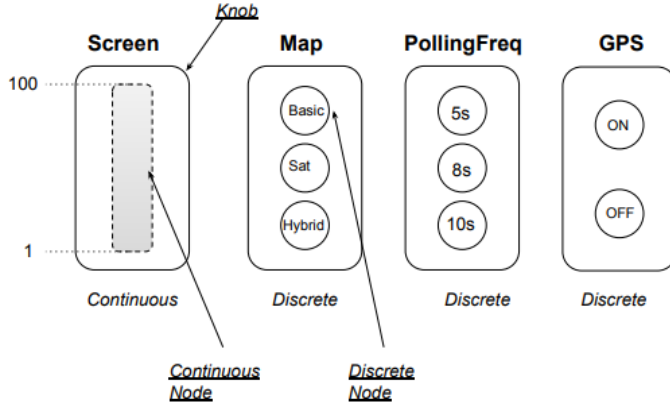 Knob
Screen Map PollingFreq GPS
100
Basic 5s ON
Sat 8s
Hybrid 10s OFF
1
Continuous Discrete Discrete Discrete
Continuous Discrete
Node Node